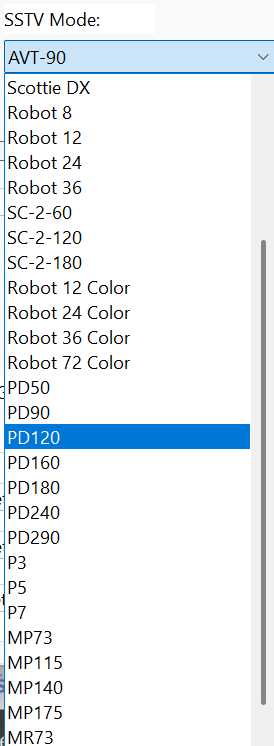 SSTV Mode:
AVT-90
Scottie DX
Robot 8
Robot 12
Robot 24
Robot 36
SC-2-60
SC-2-120
SC-2-180
Robot 12 Color
Robot 24 Color
Robot 36 Color
Robot 72 Color
PD50
PD90
PD120
PD160
PD180
PD240
PD290
P3
P5
P7
MP73
MP115
MP140
MP175
MR73